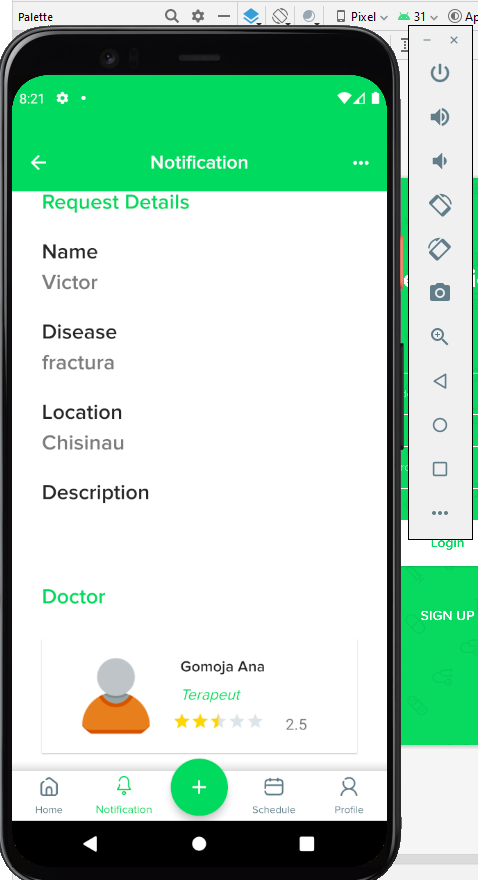 Palette
Pixel
31
Ap
8:21
Notification
Request Details
Name
Victor
Disease
fractura
Location
Chisinau
Description
Doctor
Gomoja Ana
Terapeut
2.5
Home
Notification
Schedule
Profile
Login
SIGN UP